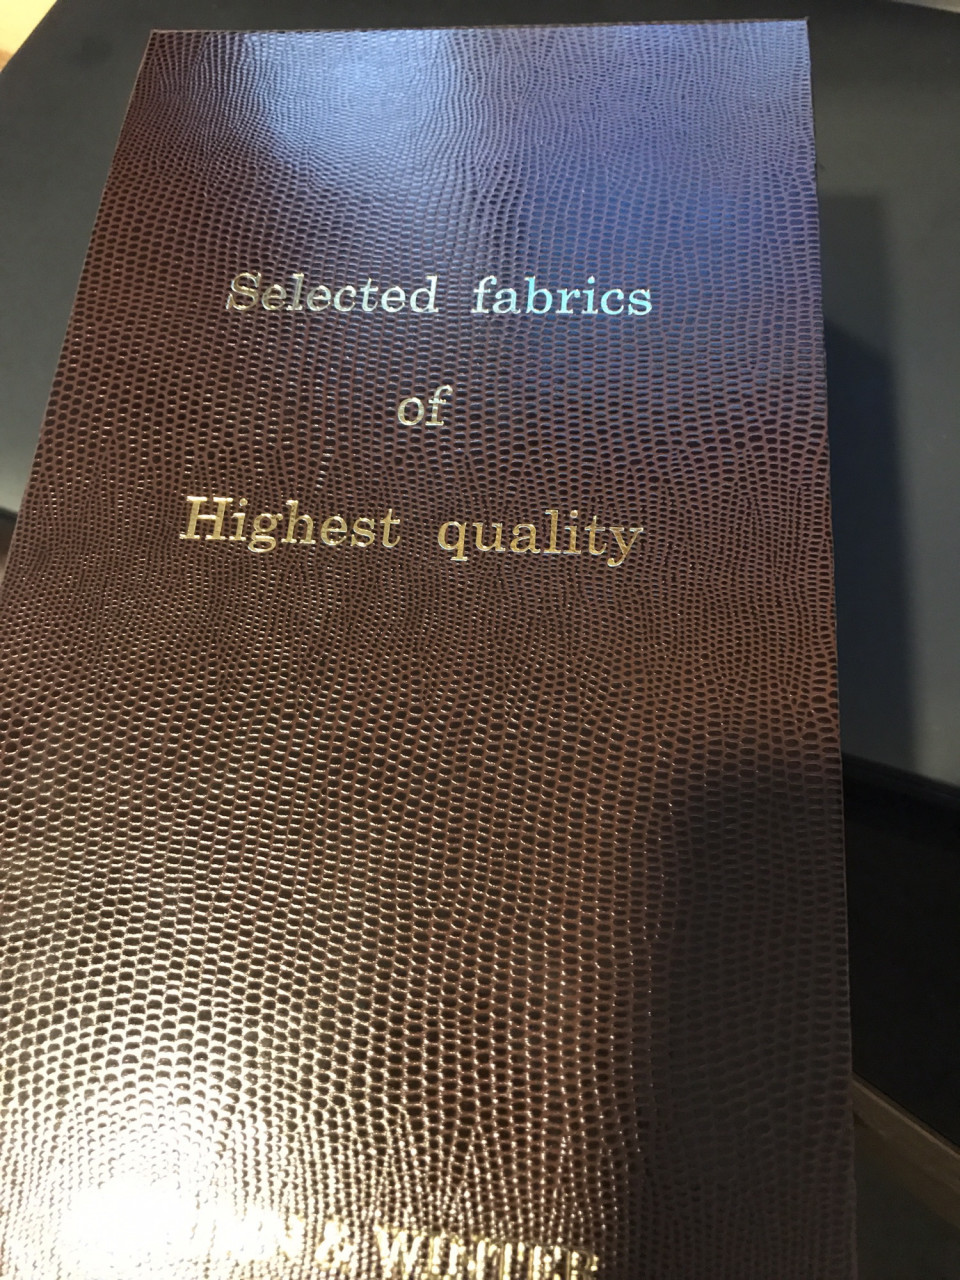 Selected fabrics
of
Highest quality
&